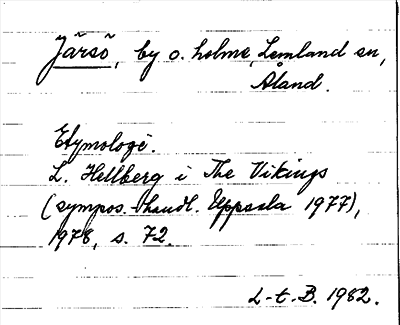 Järsö, by o. holme, Lemland sn,
Åland.
Etymologi.
L. Hellberg i The Vikings
(sympos. handl. Uppsala 1977),
1978, s. 72.
L-t-B. 1982.